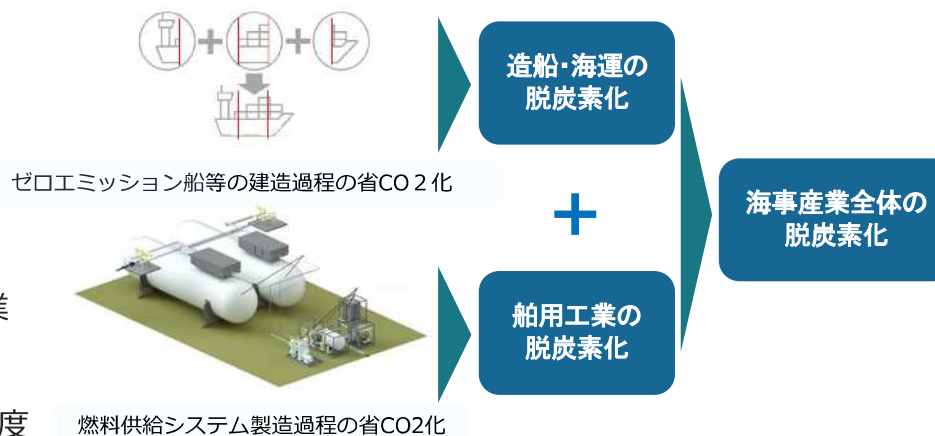 造船・海運の
脱炭素化
ゼロエミッション船等の建造過程の省CO２化
+
海事産業全体の
脱炭素化
業
舶用工業の
脱炭素化
度
燃料供給システム製造過程の省CO2化